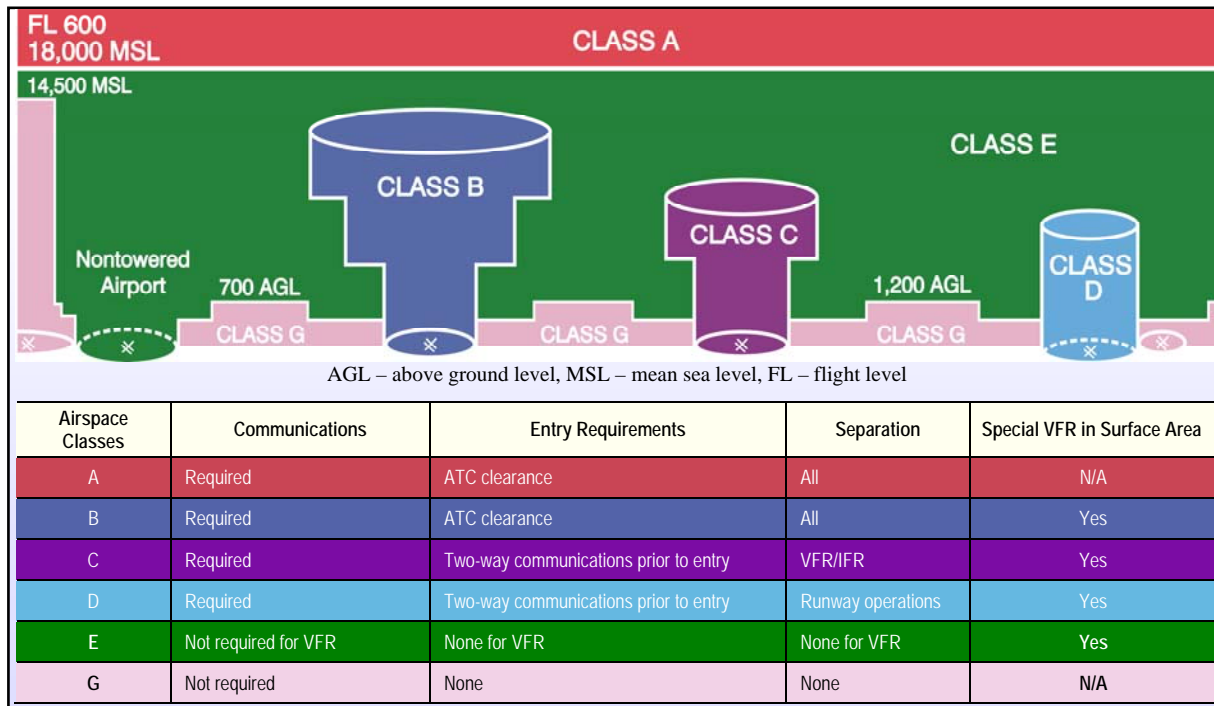 FL 600
18,000 MSL
CLASS A
14,500 MSL
CLASS E
CLASS B
CLASS C
Nontowered
Airport
700 AGL
1,200 AGL
CLASS
D
CLASS G
CLASS G
CLASS G
AGL – above ground level, MSL – mean sea level, FL – flight level
Airspace
Classes
Communications
Entry Requirements
Separation
Special VFR in Surface Area
A Required ATC clearance All N/A
B Required ATC clearance All Yes
C Required Two-way communications prior to entry VFR/IFR Yes
D Required Two-way communications prior to entry Runway operations Yes
E Not required for VFR None for VFR None for VFR Yes
G Not required None None N/A